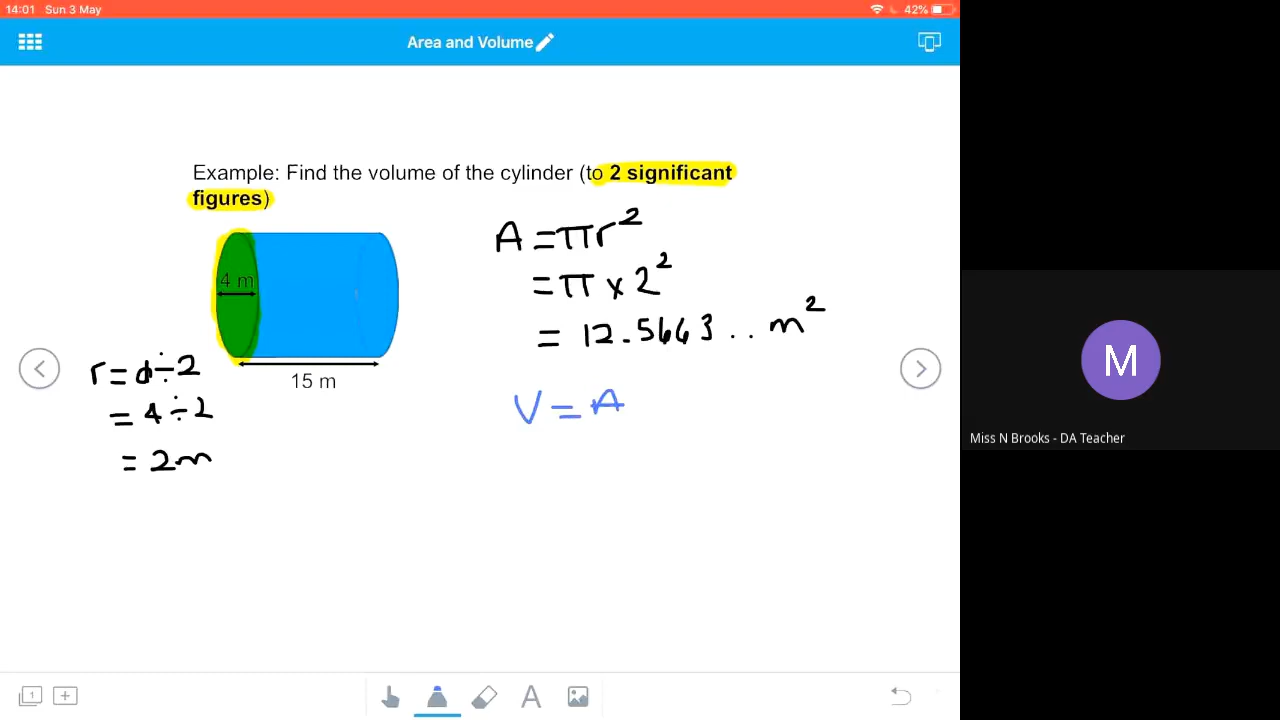 14:01 Sun 3 May
42%
Area and Volume
Example: Find the volume of the cylinder (to 2 significant
figures)
4 m
15 m
r = d ÷ 2
= 4 ÷ 2
= 2m
A = πr²
= π × 2²
= 12.5663.. m²
V = A
M
Miss N Brooks - DA Teacher
1
A